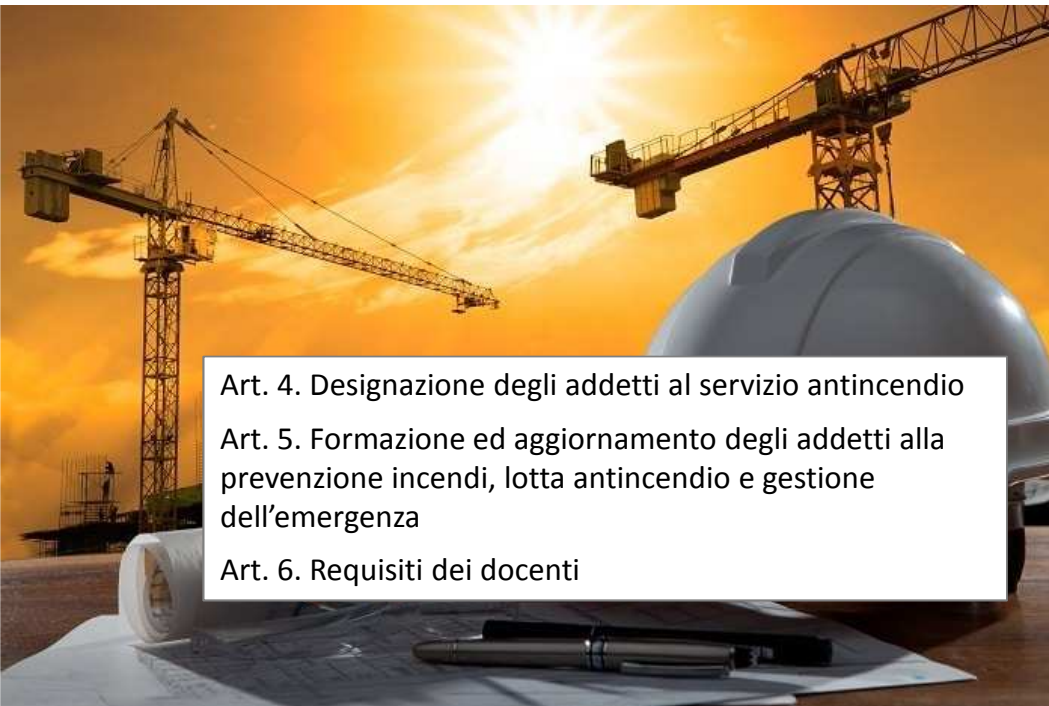 Art. 4. Designazione degli addetti al servizio antincendio
Art. 5. Formazione ed aggiornamento degli addetti alla
prevenzione incendi, lotta antincendio e gestione
dell’emergenza
Art. 6. Requisiti dei docenti